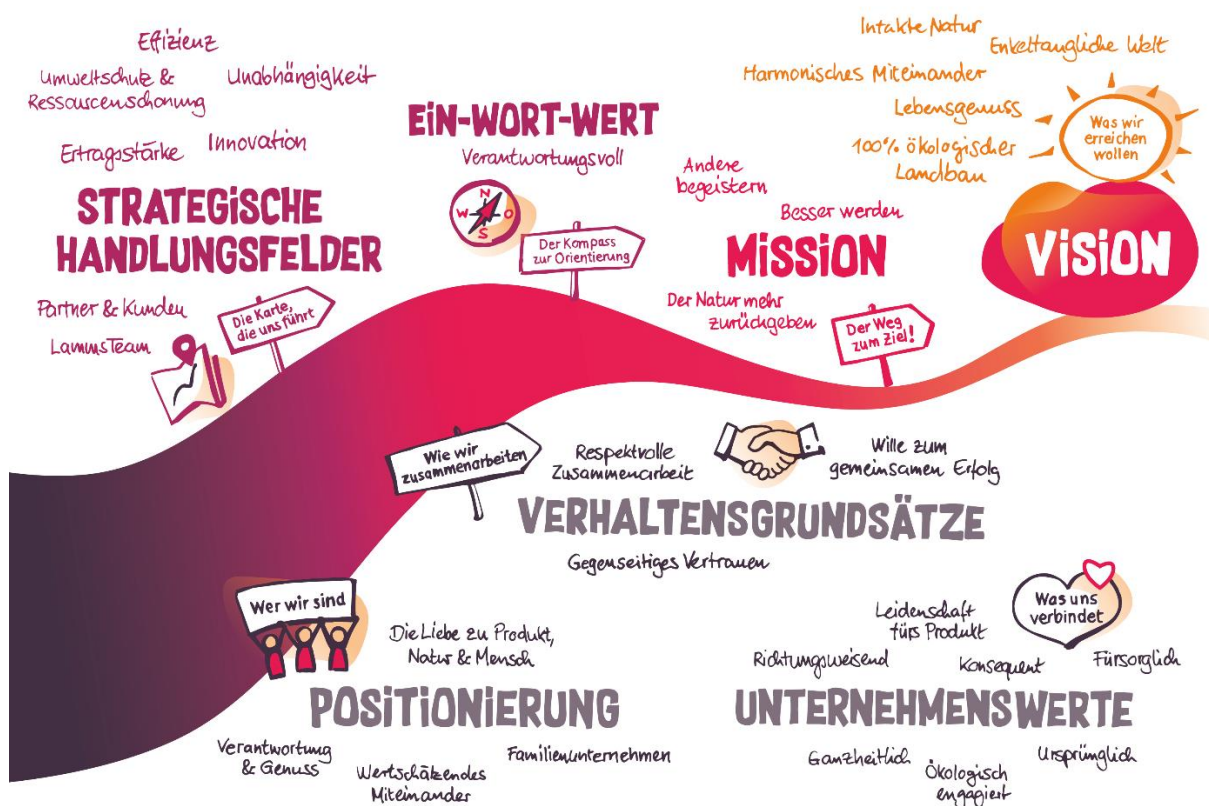 Effizienz
Umweltschutz &
Ressourcenschonung
Unabhängigkeit
Ertragsstärke
Innovation
STRATEGISCHE
HANDLUNGSFELDER
Partner & Kunden
LammsTeam
Die Karte,
die uns führt
EIN-WORT-WERT
Verantwortungsvoll
N
W
O
S
Der Kompass
zur Orientierung
Andere
begeistern
Besser werden
MISSION
Der Natur mehr
zurückgeben
Der Weg
zum Ziel!
Intakte Natur
Enkeltaugliche Welt
Harmonisches Miteinander
Lebensgenuss
100% ökologischer
Landbau
Was wir
erreichen
wollen
VISION
Wie wir
zusammenarbeiten
Respektvolle
Zusammenarbeit
Wille zum
gemeinsamen Erfolg
VERHALTENSGRUNDSÄTZE
Gegenseitiges Vertrauen
Wer wir sind
Die Liebe zu Produkt,
Natur & Mensch
POSITIONIERUNG
Verantwortung
& Genuss
Wertschätzendes
Miteinander
Familienunternehmen
Was uns
verbindet
Leidenschaft
fürs Produkt
Richtungsweisend
Konsequent
Fürsorglich
UNTERNEHMENSWERTE
Ganzheitlich
Ökologisch
engagiert
Ursprünglich